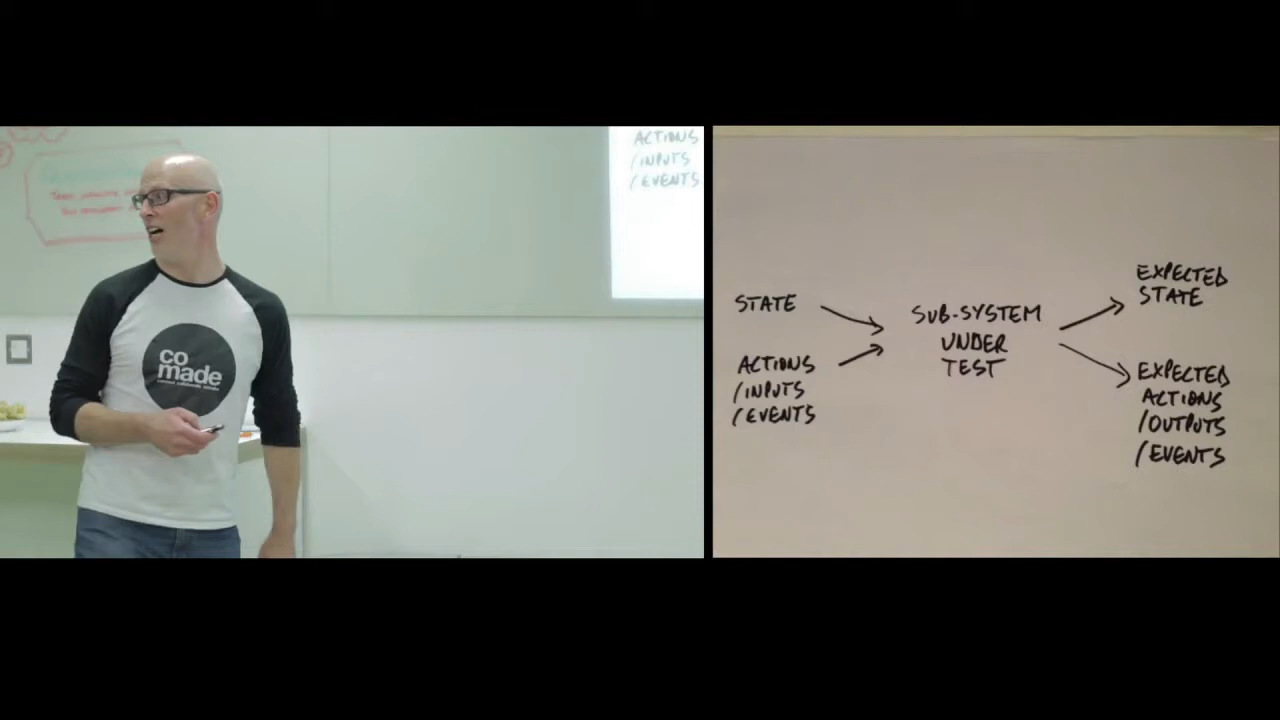 ACTIONS
/INPUTS
/EVENTS
co
made
STATE
ACTIONS
/INPUTS
/EVENTS
SUB-SYSTEM
UNDER
TEST
EXPECTED
STATE
EXPECTED
ACTIONS
/OUTPUTS
/EVENTS